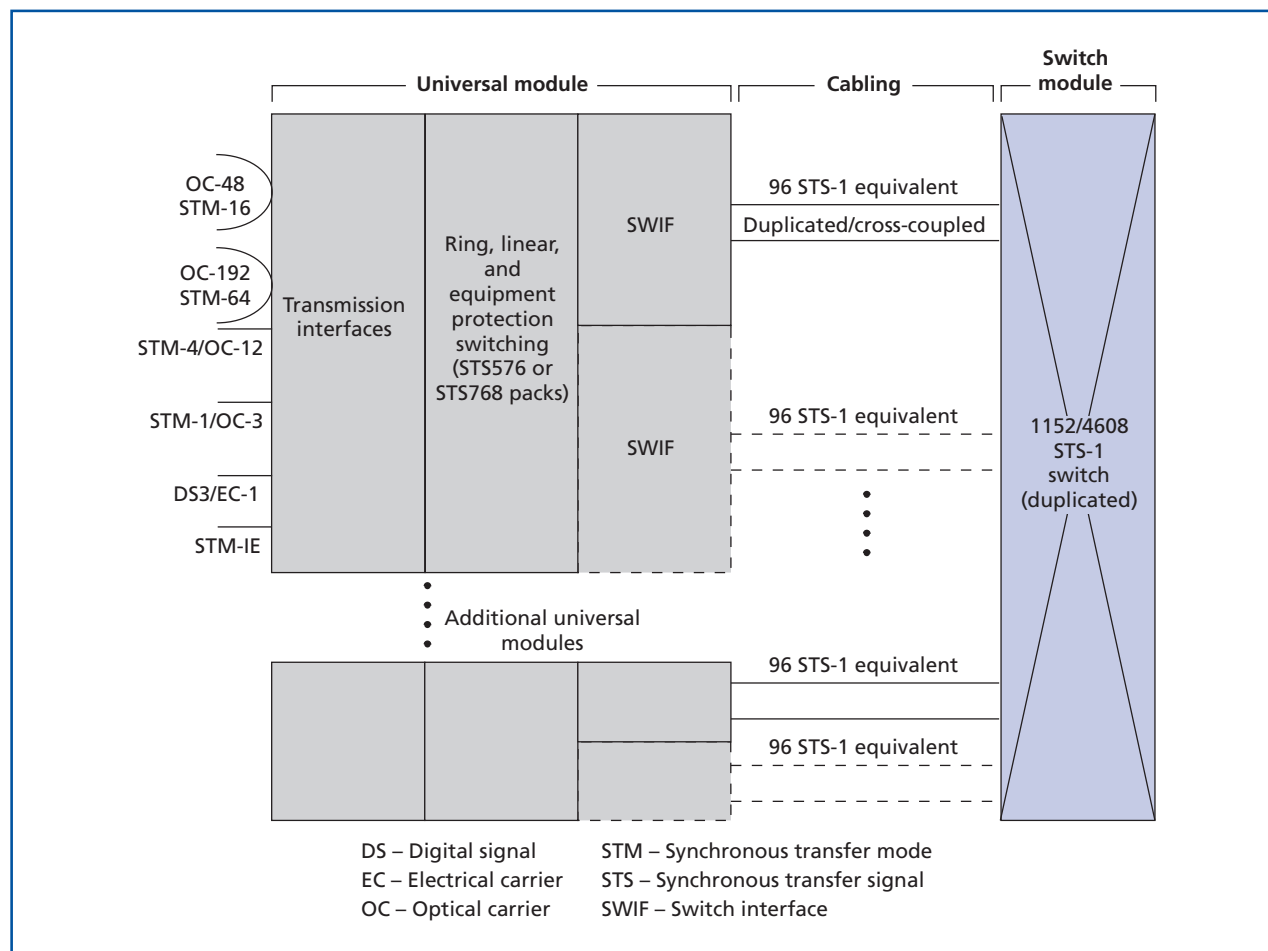 Universal module
Cabling
Switch
module
OC-48
STM-16
OC-192
STM-64
STM-4/OC-12
STM-1/OC-3
DS3/EC-1
STM-IE
Transmission
interfaces
Ring, linear,
and
equipment
protection
switching
(STS576 or
STS768 packs)
SWIF
SWIF
96 STS-1 equivalent
Duplicated/cross-coupled
96 STS-1 equivalent
1152/4608
STS-1
switch
(duplicated)
Additional universal
modules
96 STS-1 equivalent
96 STS-1 equivalent
DS – Digital signal
EC – Electrical carrier
OC – Optical carrier
STM – Synchronous transfer mode
STS – Synchronous transfer signal
SWIF – Switch interface